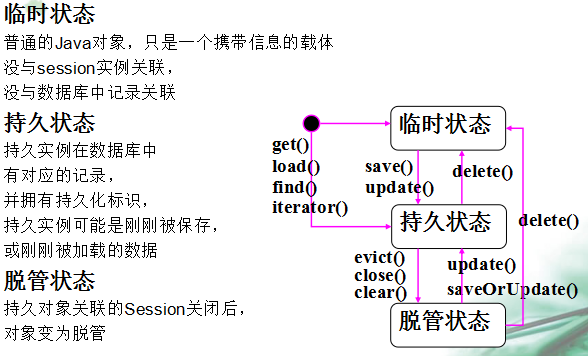 临时状态
普通的Java对象，只是一个携带信息的载体
没与session实例关联，
没与数据库中记录关联
持久状态
持久实例在数据库中
有对应的记录，
并拥有持久化标识，
持久实例可能是刚刚被保存，
或刚刚被加载的数据
脱管状态
持久对象关联的Session关闭后，
对象变为脱管
临时状态
get()
load()
find()
iterator()
save()
update()
delete()
持久状态
delete()
evict()
close()
clear()
update()
saveOrUpdate()
脱管状态